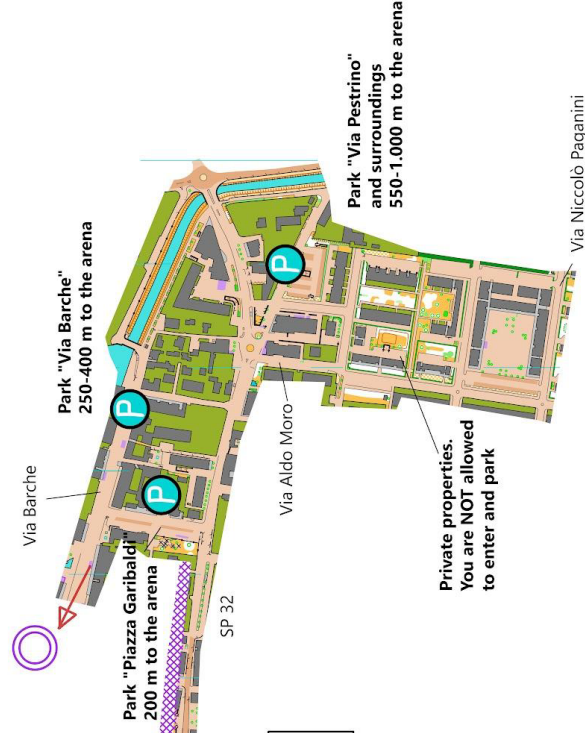 Via Barche
Park "Via Barche"
250-400 m to the arena
Park "Via Pestrino"
and surroundings
550-1.000 m to the arena
P
P
P
Park "Piazza Garibaldi"
200 m to the arena
SP 32
Via Aldo Moro
Private properties.
You are NOT allowed
to enter and park
Via Niccolò Paganini